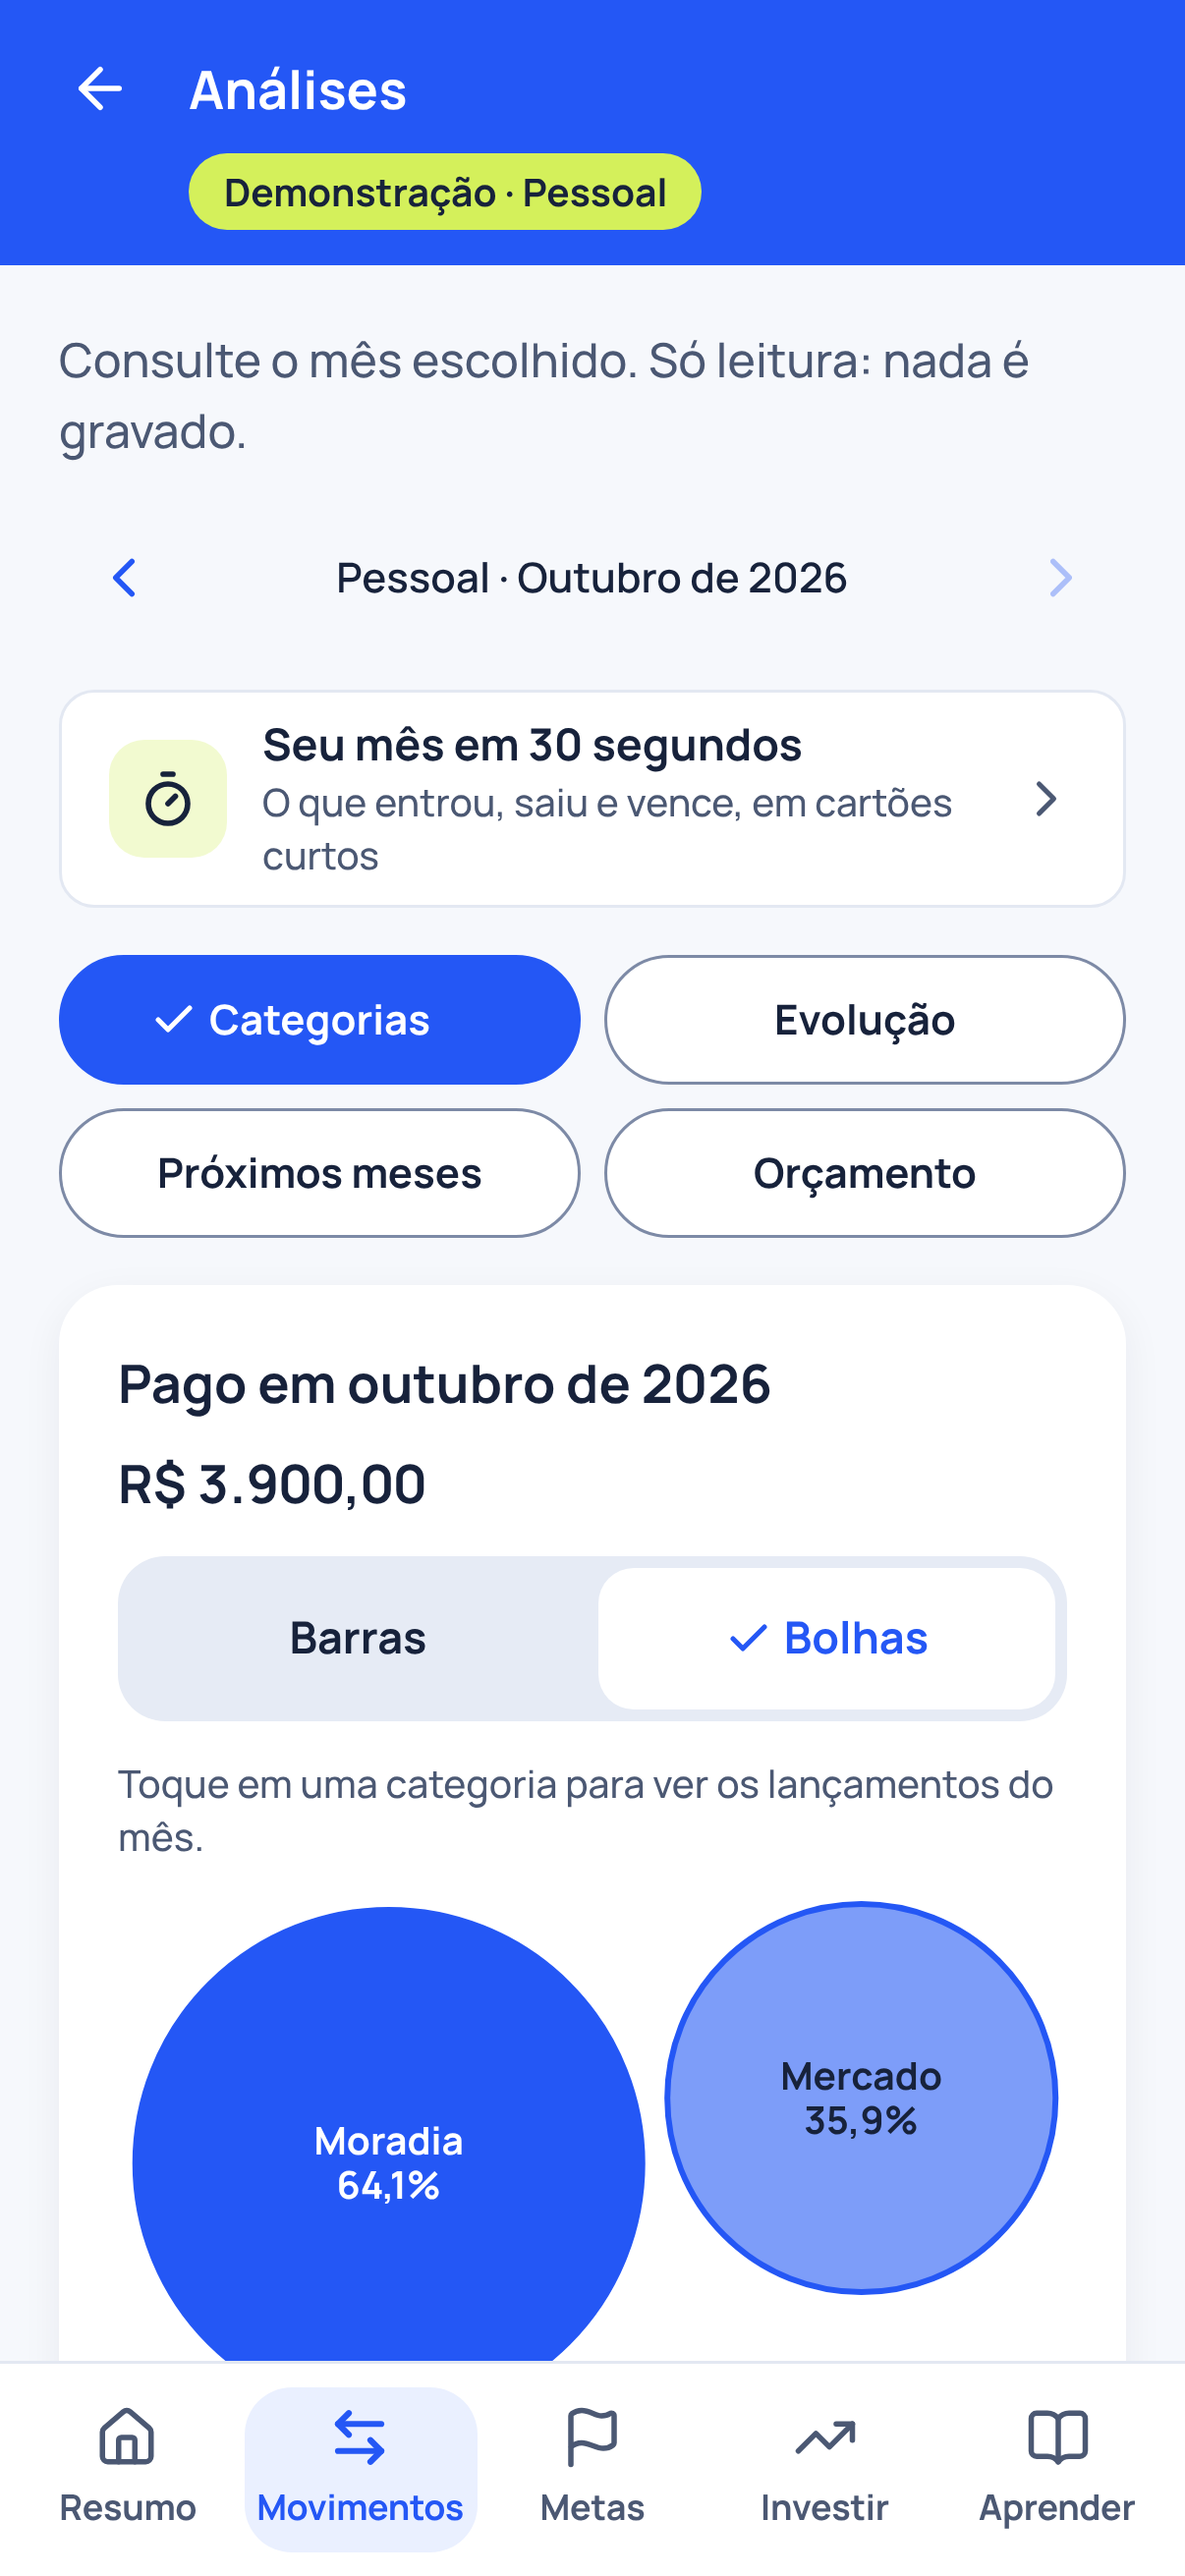 Análises
Demonstração · Pessoal
Consulte o mês escolhido. Só leitura: nada é
gravado.
Pessoal · Outubro de 2026
Seu mês em 30 segundos
O que entrou, saiu e vence, em cartões
curtos
Categorias
Evolução
Próximos meses
Orçamento
Pago em outubro de 2026
R$ 3.900,00
Barras
Bolhas
Toque em uma categoria para ver os lançamentos do
mês.
Mercado
35,9%
Moradia
64,1%
Resumo
Movimentos
Metas
Investir
Aprender